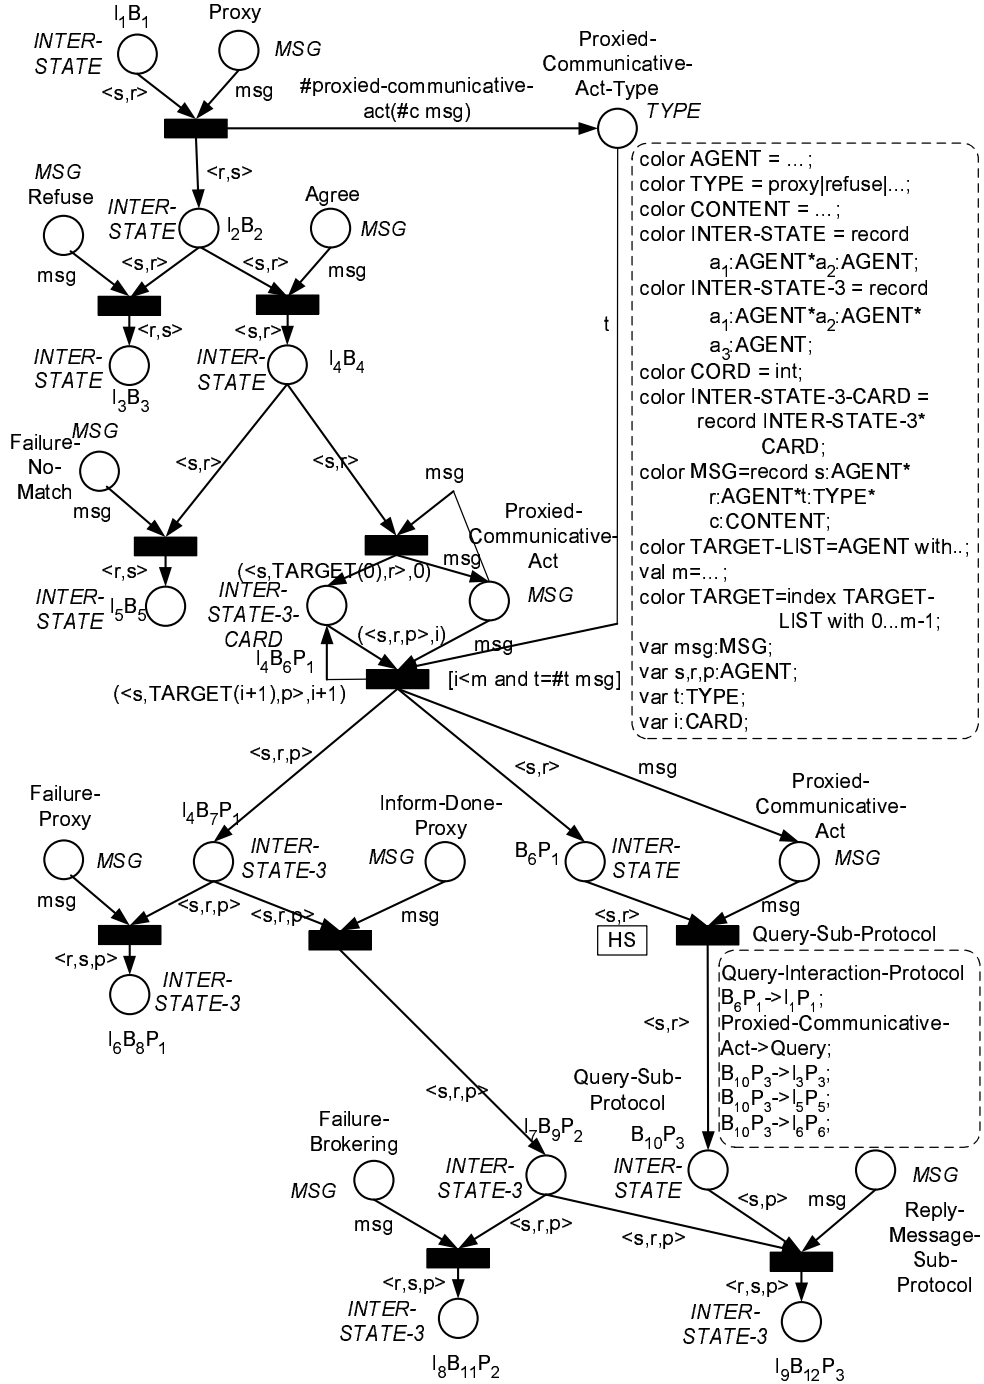 I1B1
Proxy
INTER-
STATE
MSG
Proxied-
Communicative-
Act-Type
<s,r>
msg
#proxied-communicative-
act(#c msg)
TYPE
<r,s>
MSG
Refuse
INTER-
STATE
I2B2
Agree
MSG
msg
<s,r>
<s,r>
msg
<r,s>
<s,r>
INTER-
STATE
I3B3
INTER-
STATE
I4B4
t
color AGENT = ... ;
color TYPE = proxy|refuse|...;
color CONTENT = ... ;
color INTER-STATE = record
a1:AGENT*a2:AGENT;
color INTER-STATE-3 = record
a1:AGENT*a2:AGENT*
a3:AGENT;
color CORD = int;
color INTER-STATE-3-CARD =
record INTER-STATE-3*
CARD;
color MSG=record s:AGENT*
r:AGENT*t:TYPE*
c:CONTENT;
color TARGET-LIST=AGENT with..;
val m=...;
color TARGET=index TARGET-
LIST with 0...m-1;
var msg:MSG;
var s,r,p:AGENT;
var t:TYPE;
var i:CARD;
MSG
Failure-
No-
Match
msg
<s,r>
<s,r>
msg
Proxied-
Communicative-
Act
<r,s>
INTER-
STATE
I5B5
(<s,TARGET(0),r>,0)
msg
INTER-
STATE-3-
CARD
MSG
I4B6P1
(<s,r,p>,i)
msg
(<s,TARGET(i+1),p>,i+1)
[i<m and t=#t msg]
<s,r,p>
<s,r>
msg
Failure-
Proxy
MSG
I4B7P1
INTER-
STATE-3
Inform-Done-
Proxy
MSG
B6P1
INTER-
STATE
Proxied-
Communicative-
Act
MSG
msg
<s,r,p>
<s,r,p>
msg
<s,r>
msg
HS
Query-Sub-Protocol
<r,s,p>
INTER-
STATE-3
I6B8P1
<s,r>
Query-Interaction-Protocol
B6P1->I1P1;
Proxied-Communicative-
Act->Query;
B10P3->I3P3;
B10P3->I5P5;
B10P3->I6P6;
<s,r,p>
Query-Sub-
Protocol
Failure-
Brokering
MSG
I7B9P2
INTER-
STATE-3
B10P3
INTER-
STATE
MSG
Reply-
Message-
Sub-
Protocol
msg
<s,r,p>
<s,r,p>
<s,p>
msg
<r,s,p>
INTER-
STATE-3
I8B11P2
<r,s,p>
INTER-
STATE-3
I9B12P3